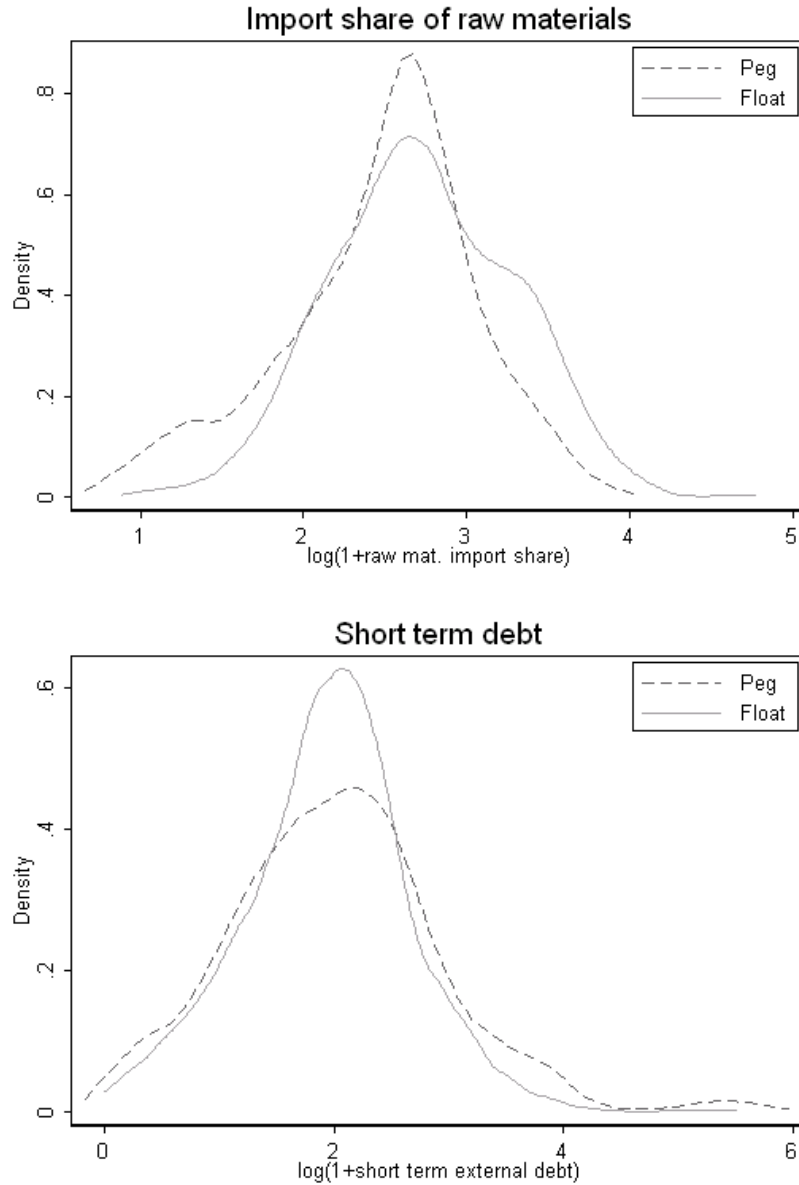 Import share of raw materials
Peg
Float
Density
.8
.6
.4
.2
0
1 2 3 4 5
log(1+raw mat. import share)
Short term debt
Peg
Float
Density
.6
.4
.2
0
0 2 4 6
log(1+short term external debt)